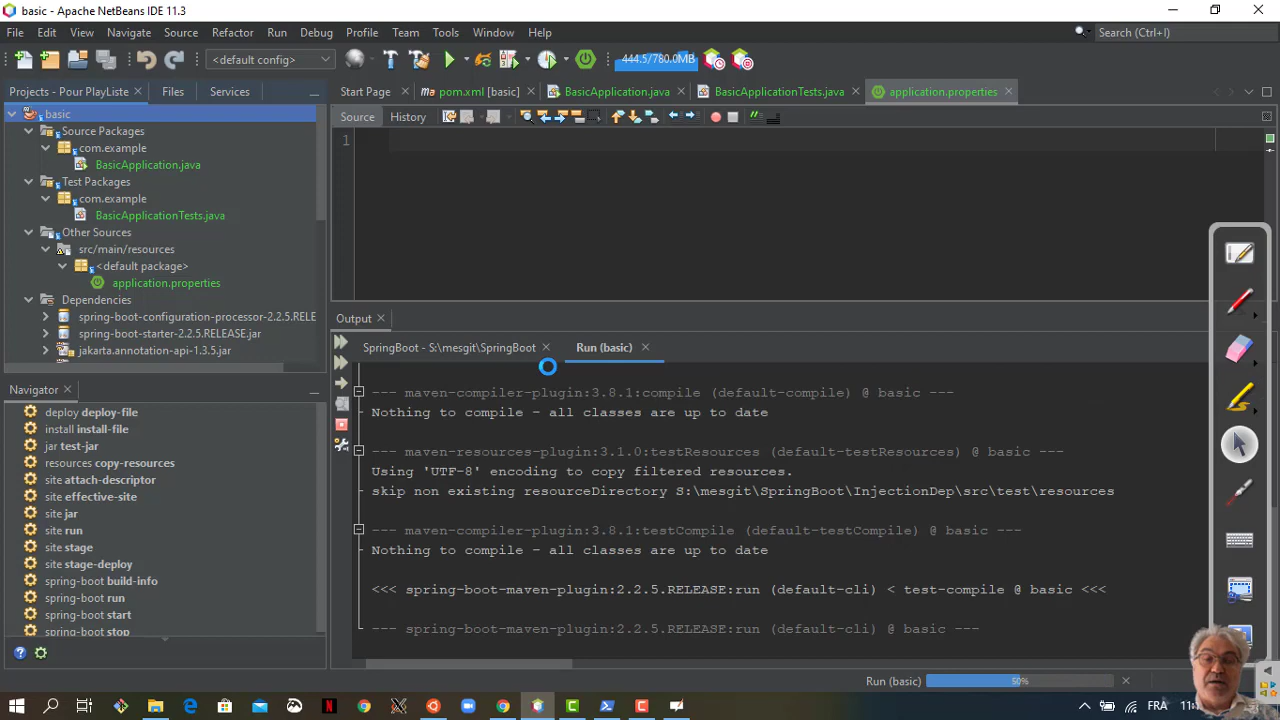 basic - Apache NetBeans IDE 11.3
File Edit View Navigate Source Refactor Run Debug Profile Team Tools Window Help
Search (Ctrl+I)
<default config>
444.5/780.0MB
Projects - Pour PlayListe
Files
Services
Start Page
pom.xml [basic]
BasicApplication.java
BasicApplicationTests.java
application.properties
Source
History
1
basic
Source Packages
com.example
BasicApplication.java
Test Packages
com.example
BasicApplicationTests.java
Other Sources
src/main/resources
<default package>
application.properties
Dependencies
spring-boot-configuration-processor-2.2.5.RELE
spring-boot-starter-2.2.5.RELEASE.jar
jakarta.annotation-api-1.3.5.jar
Navigator
deploy deploy-file
install install-file
jar test-jar
resources copy-resources
site attach-descriptor
site effective-site
site jar
site run
site stage
site stage-deploy
spring-boot build-info
spring-boot run
spring-boot start
spring-boot stop
Output
SpringBoot - S:\mesgit\SpringBoot
Run (basic)
--- maven-compiler-plugin:3.8.1:compile (default-compile) @ basic ---
Nothing to compile - all classes are up to date
--- maven-resources-plugin:3.1.0:testResources (default-testResources) @ basic ---
Using 'UTF-8' encoding to copy filtered resources.
skip non existing resourceDirectory S:\mesgit\SpringBoot\InjectionDep\src\test\resources
--- maven-compiler-plugin:3.8.1:testCompile (default-testCompile) @ basic ---
Nothing to compile - all classes are up to date
<<< spring-boot-maven-plugin:2.2.5.RELEASE:run (default-cli) < test-compile @ basic <<<
--- spring-boot-maven-plugin:2.2.5.RELEASE:run (default-cli) @ basic ---
Run (basic)
50%
FRA